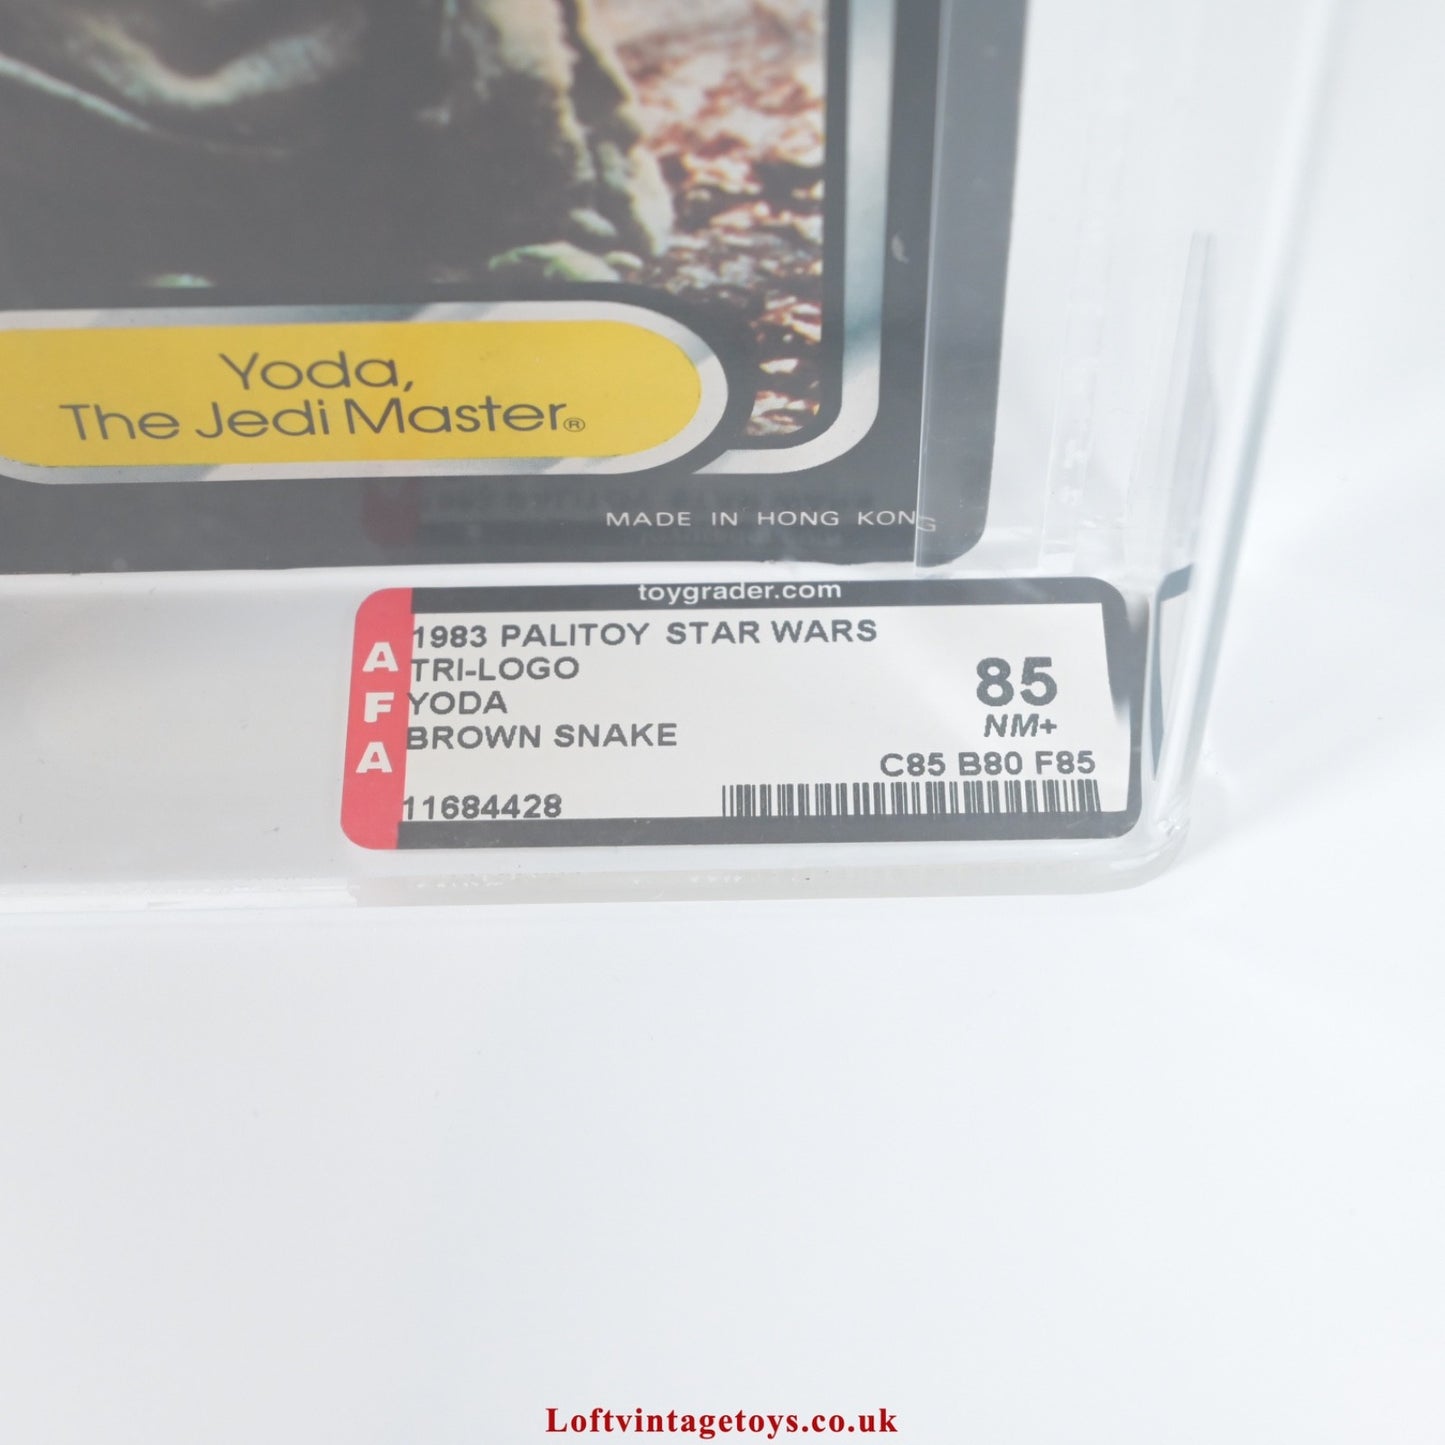 Yoda,
The Jedi Master®
MADE IN HONG KONG
toygrader.com
AFA
1983 PALITOY STAR WARS
TRI-LOGO
YODA
BROWN SNAKE
11684428
85
NM+
C85 B80 F85
Loftvintagetoys.co.uk